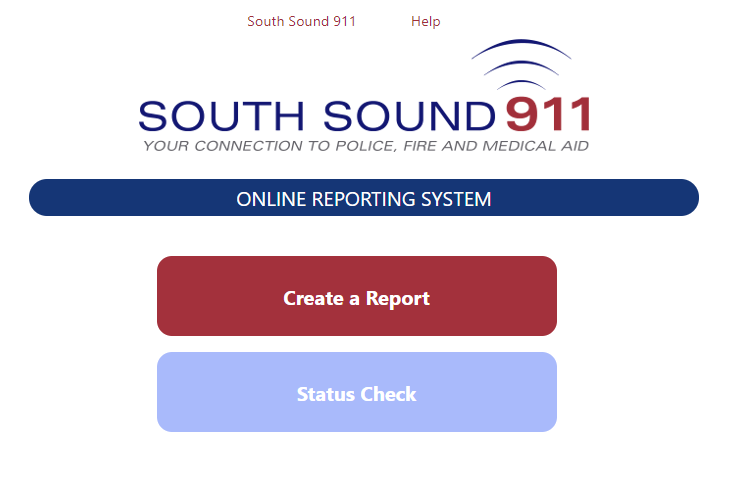 South Sound 911 Help
SOUTH SOUND 911
YOUR CONNECTION TO POLICE, FIRE AND MEDICAL AID
ONLINE REPORTING SYSTEM
Create a Report
Status Check